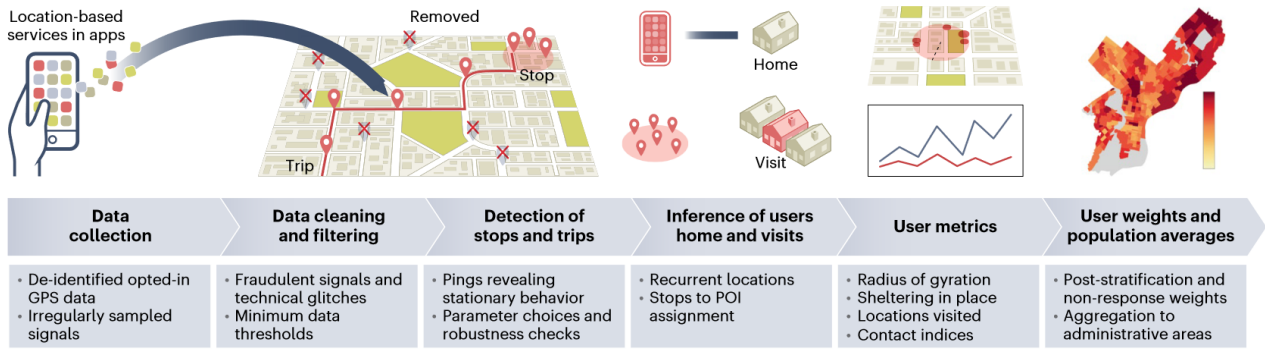 Location-based
services in apps
Removed
Stop
Trip
Home
Visit
Data
collection
Data cleaning
and filtering
Detection of
stops and trips
Inference of users
home and visits
User metrics
User weights and
population averages
• De-identified opted-in
GPS data
• Irregularly sampled
signals
• Fraudulent signals and
technical glitches
• Minimum data
thresholds
• Pings revealing
stationary behavior
• Parameter choices and
robustness checks
• Recurrent locations
• Stops to POI
assignment
• Radius of gyration
• Sheltering in place
• Locations visited
• Contact indices
• Post-stratification and
non-response weights
• Aggregation to
administrative areas